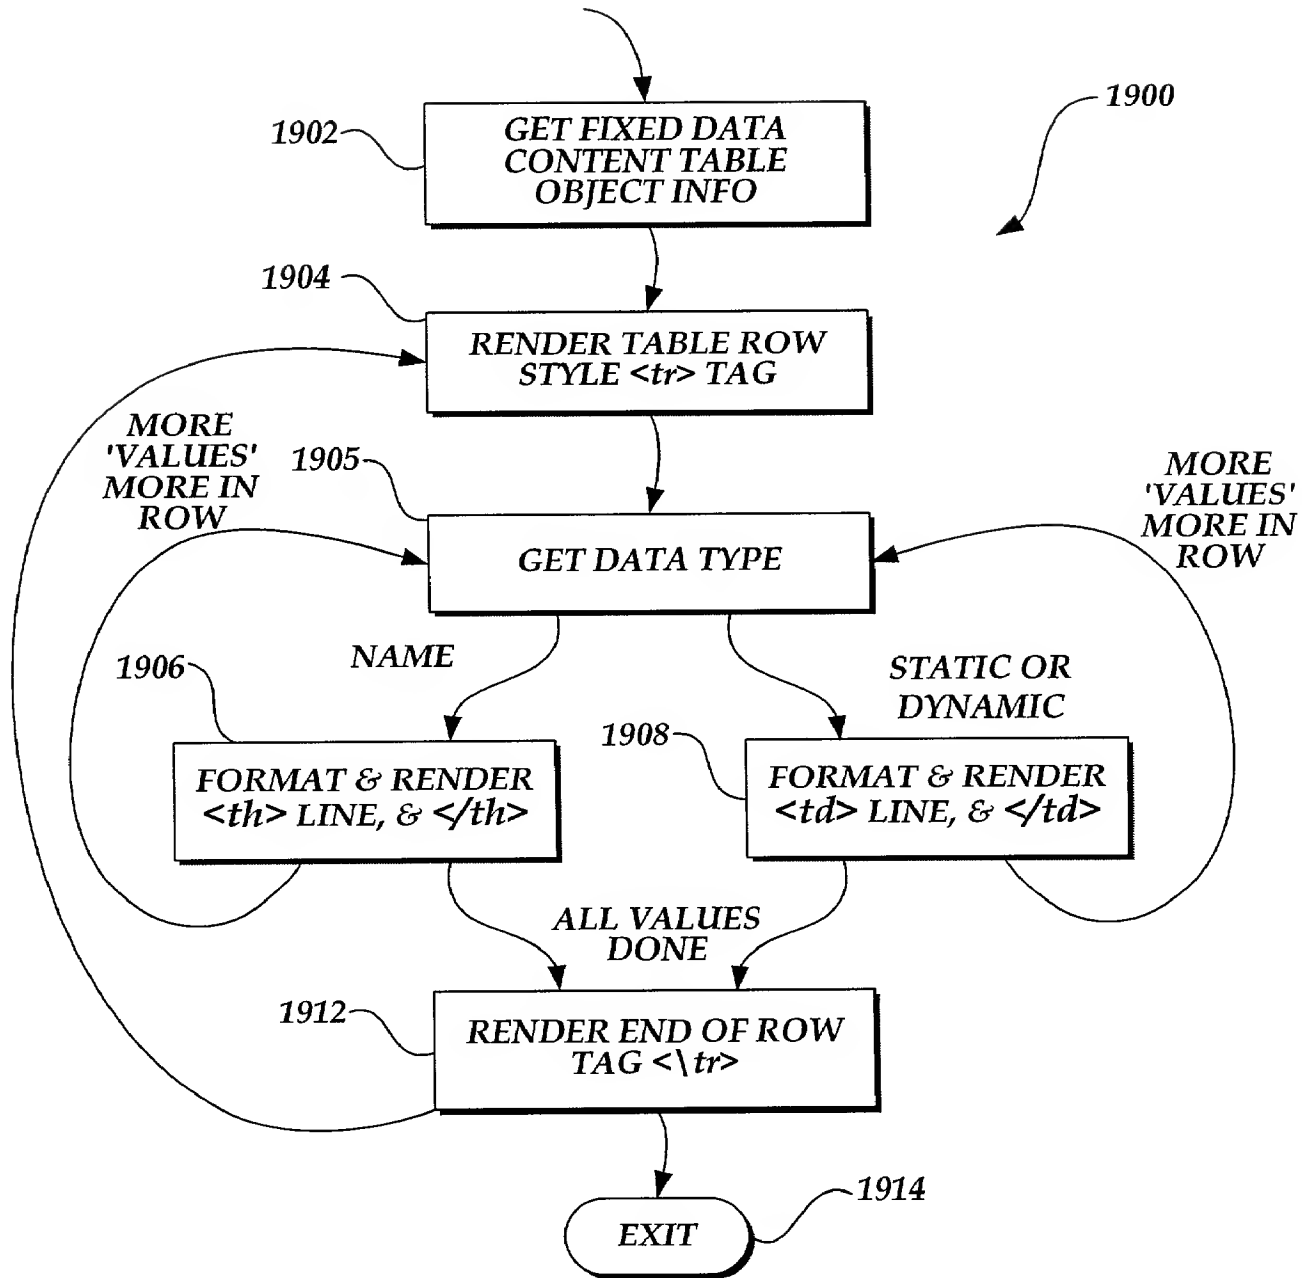 1900
1902
GET FIXED DATA
CONTENT TABLE
OBJECT INFO
1904
RENDER TABLE ROW
STYLE <tr> TAG
MORE
'VALUES'
MORE IN
ROW
1905
GET DATA TYPE
MORE
'VALUES'
MORE IN
ROW
NAME
STATIC OR
DYNAMIC
1906
FORMAT & RENDER
<th> LINE, & </th>
1908
FORMAT & RENDER
<td> LINE, & </td>
ALL VALUES
DONE
1912
RENDER END OF ROW
TAG <\tr>
1914
EXIT